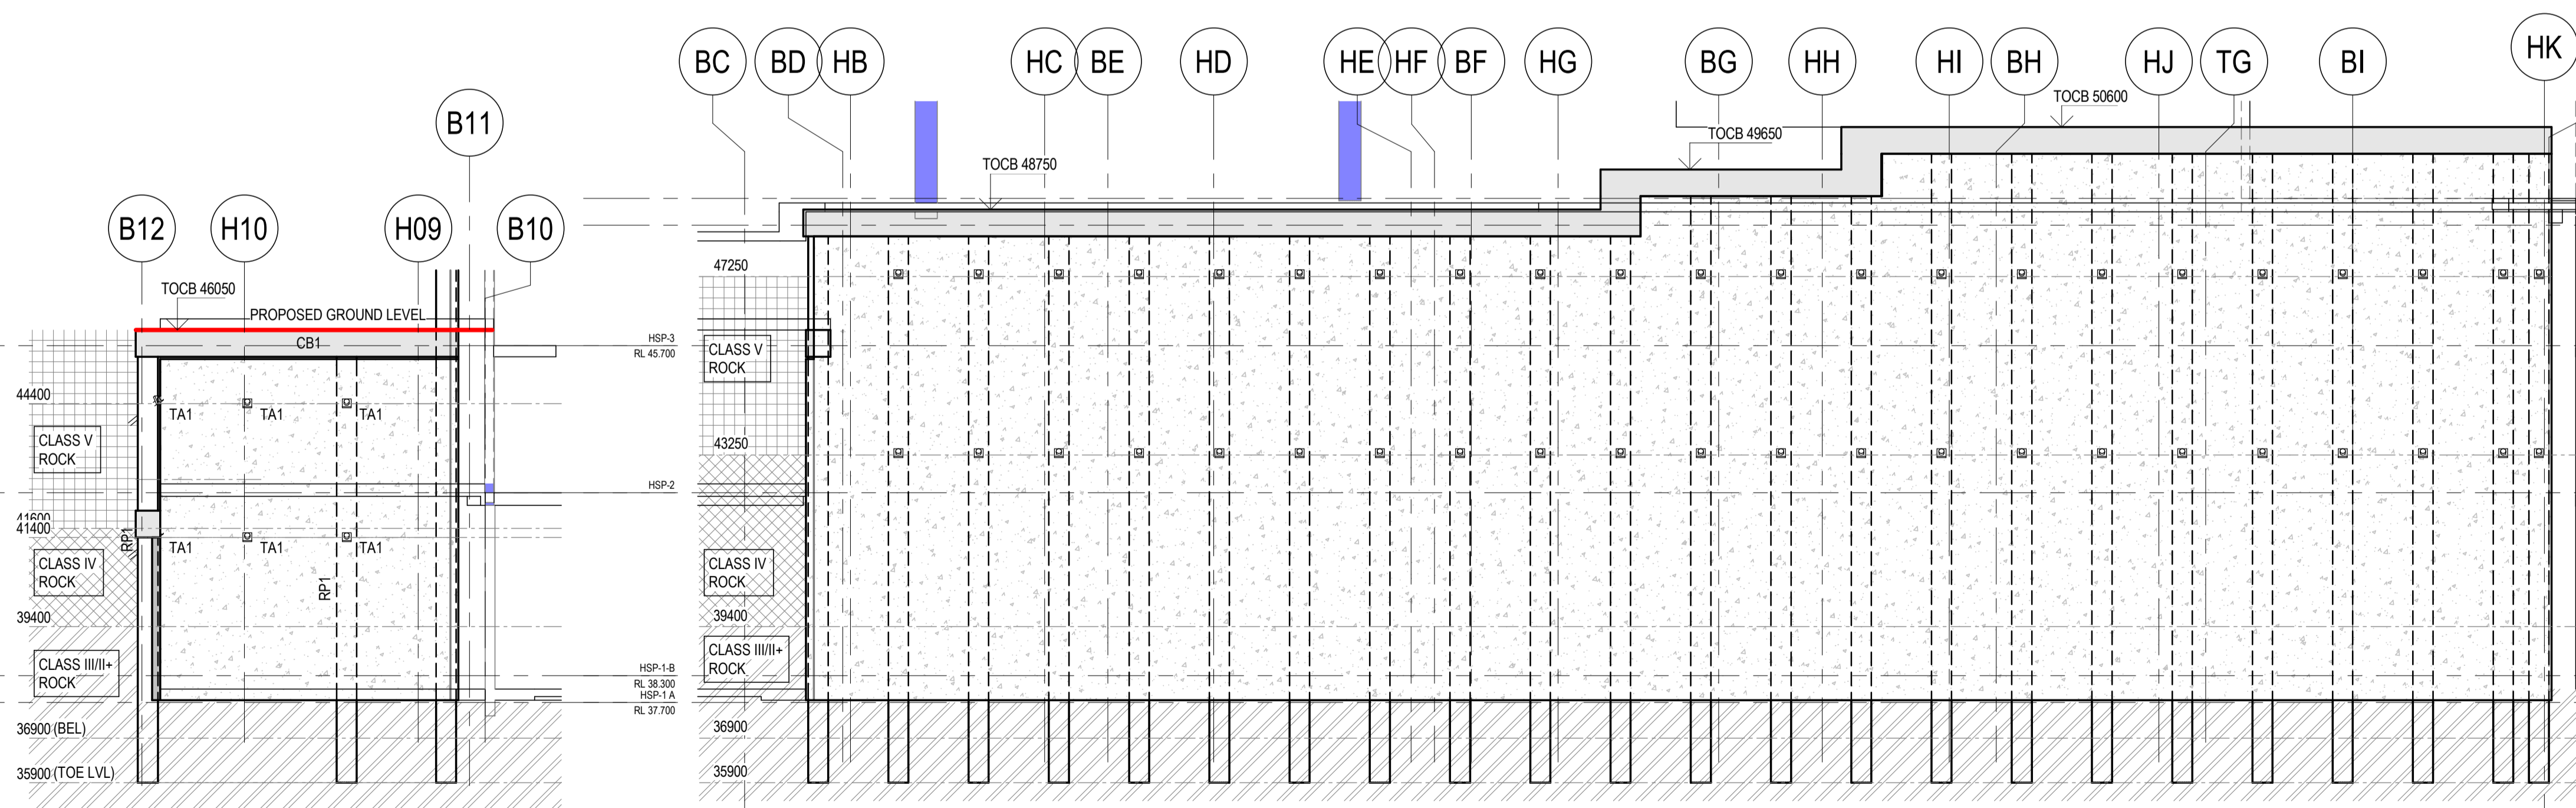 BC
BD
HB
HC
BE
HD
HE
HF
BF
HG
BG
HH
HI
BH
HJ
TG
BI
HK
B11
TOCB 50600
TOCB 49650
TOCB 48750
B12
H10
H09
B10
TOCB 46050
PROPOSED GROUND LEVEL
CB1
44400
TA1
TA1
TA1
CLASS V
ROCK
41600
41400
RP1
TA1
TA1
TA1
CLASS IV
ROCK
RP1
39400
CLASS III/II+
ROCK
36900 (BEL)
35900 (TOE LVL)
HSP-3
RL 45.700
HSP-2
HSP-1-B
RL 38.300
HSP-1 A
RL 37.700
47250
CLASS V
ROCK
43250
CLASS IV
ROCK
39400
CLASS III/II+
ROCK
36900
35900